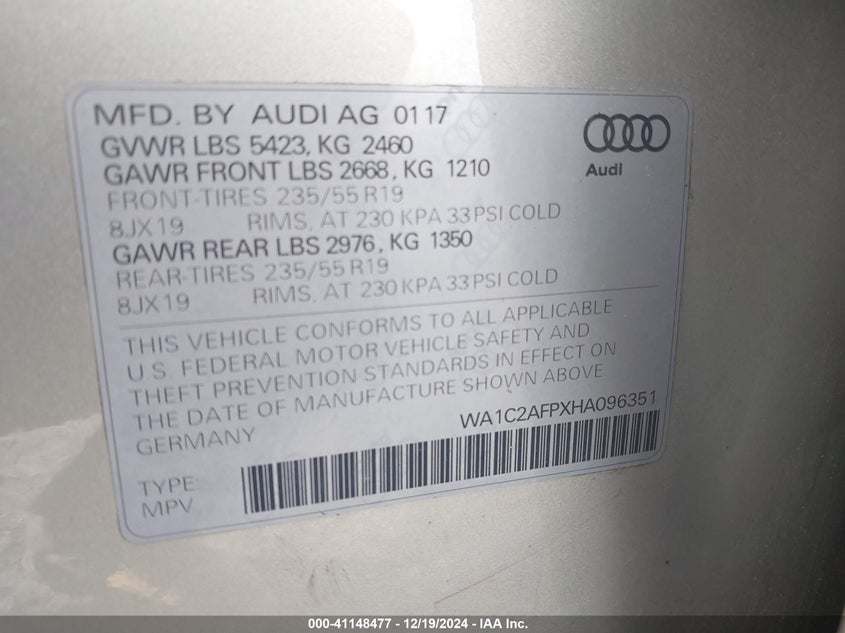 MFD. BY AUDI AG 01 17
GVWR LBS 5423, KG 2460
GAWR FRONT LBS 2668, KG 1210
FRONT-TIRES 235/55 R19
8JX19 RIMS, AT 230 KPA 33 PSI COLD
GAWR REAR LBS 2976, KG 1350
REAR-TIRES 235/55 R19
8JX19 RIMS, AT 230 KPA 33 PSI COLD
Audi
THIS VEHICLE CONFORMS TO ALL APPLICABLE
U.S. FEDERAL MOTOR VEHICLE SAFETY AND
THEFT PREVENTION STANDARDS IN EFFECT ON
THE DATE OF MANUFACTURE SHOWN ABOVE
GERMANY
WA1C2AFPXHA096351
TYPE
MPV
000-41148477 - 12/19/2024 - IAA Inc.